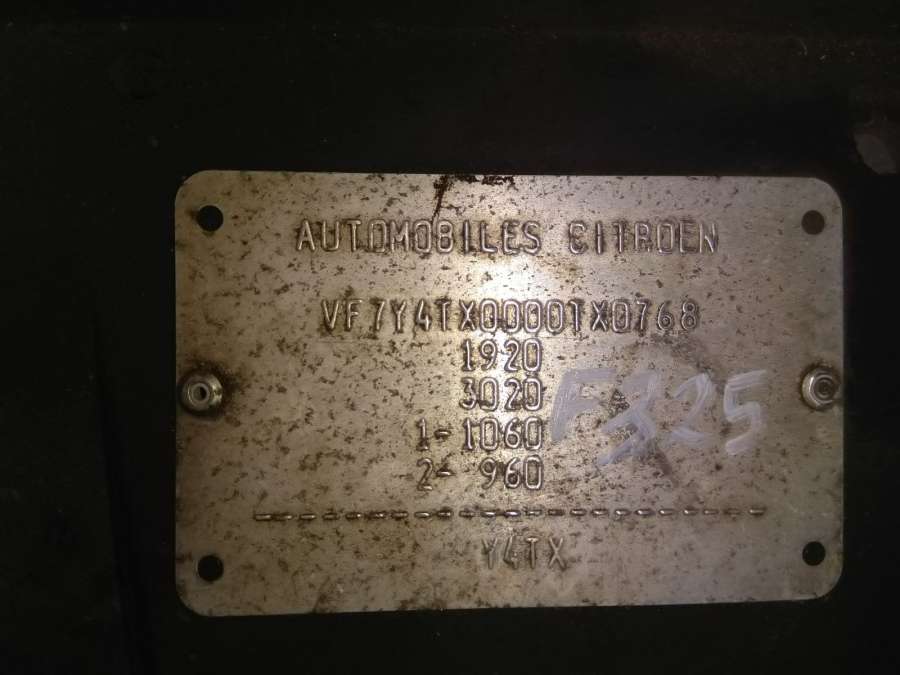 AUTOMOBILES CITROEN
VF7Y4TX0000TX0768
1920
3020
1-1060
2- 960
F325
------------------------
Y4TX